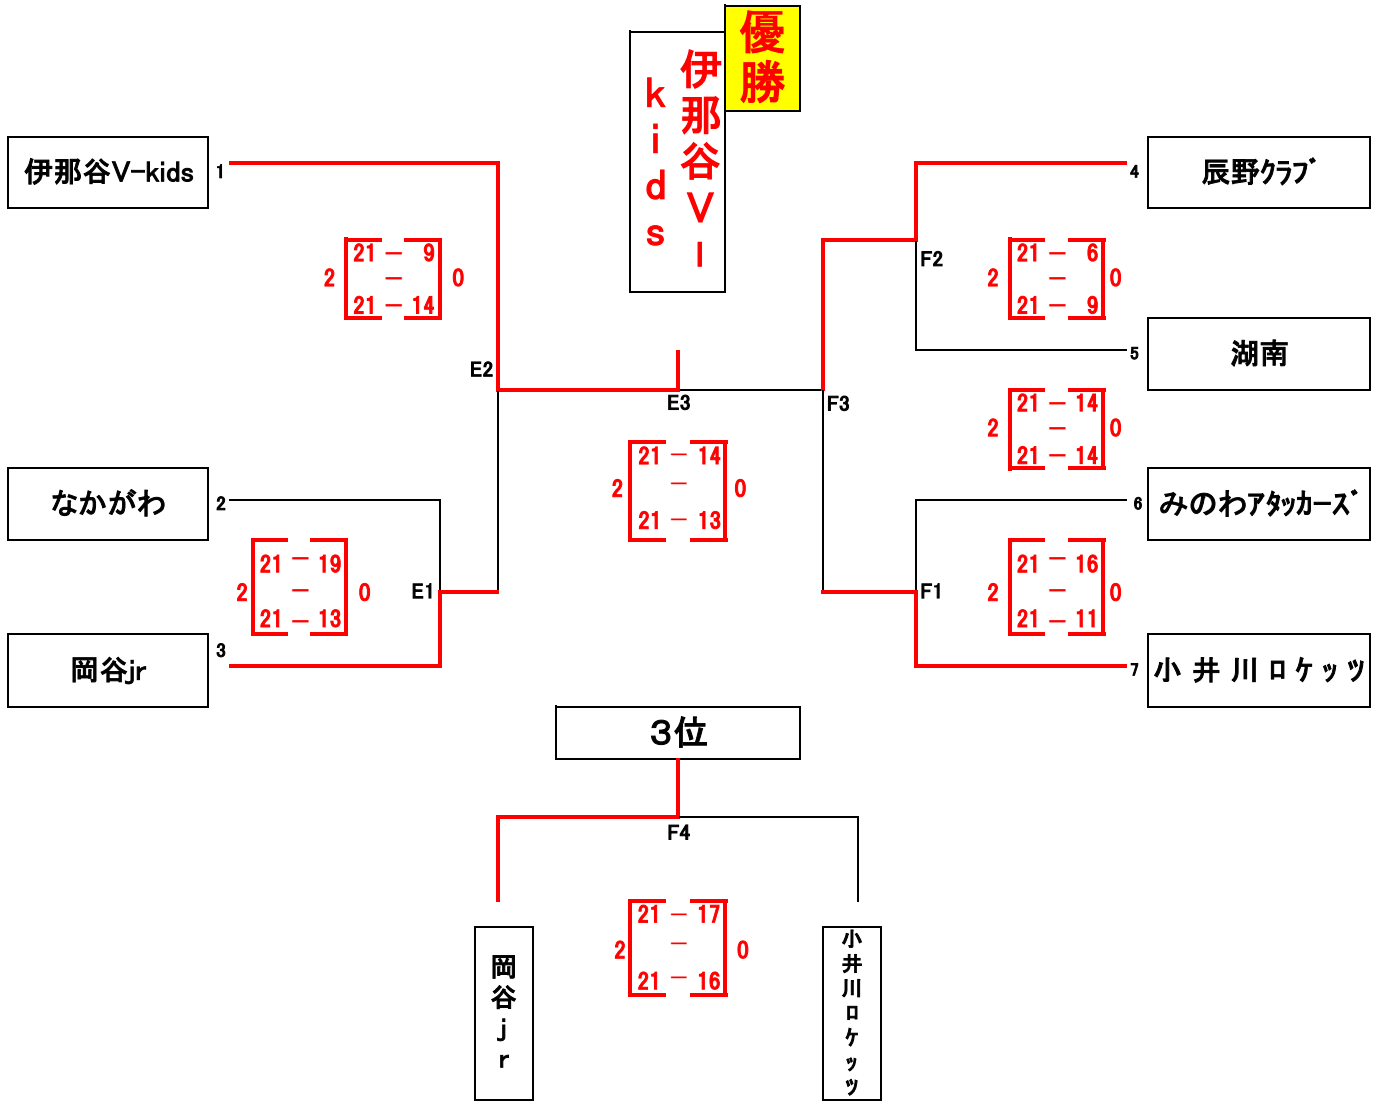 優勝
伊那谷V-
kids
伊那谷V-kids
1
4
辰野ｸﾗﾌﾞ
21 － 9
2 － 0
21 － 14
F2
21 － 6
2 － 0
21 － 9
5
湖南
E2
E3
F3
21 － 14
2 － 0
21 － 14
21 － 14
2 － 0
21 － 13
なかがわ
2
6
みのわｱﾀｯｶｰｽﾞ
21 － 19
2 － 0
21 － 13
E1
F1
21 － 16
2 － 0
21 － 11
岡谷jr
3
7
小井川ﾛｹｯﾂ
３位
F4
21 － 17
2 － 0
21 － 16
岡谷jr
小井川ﾛｹｯﾂ